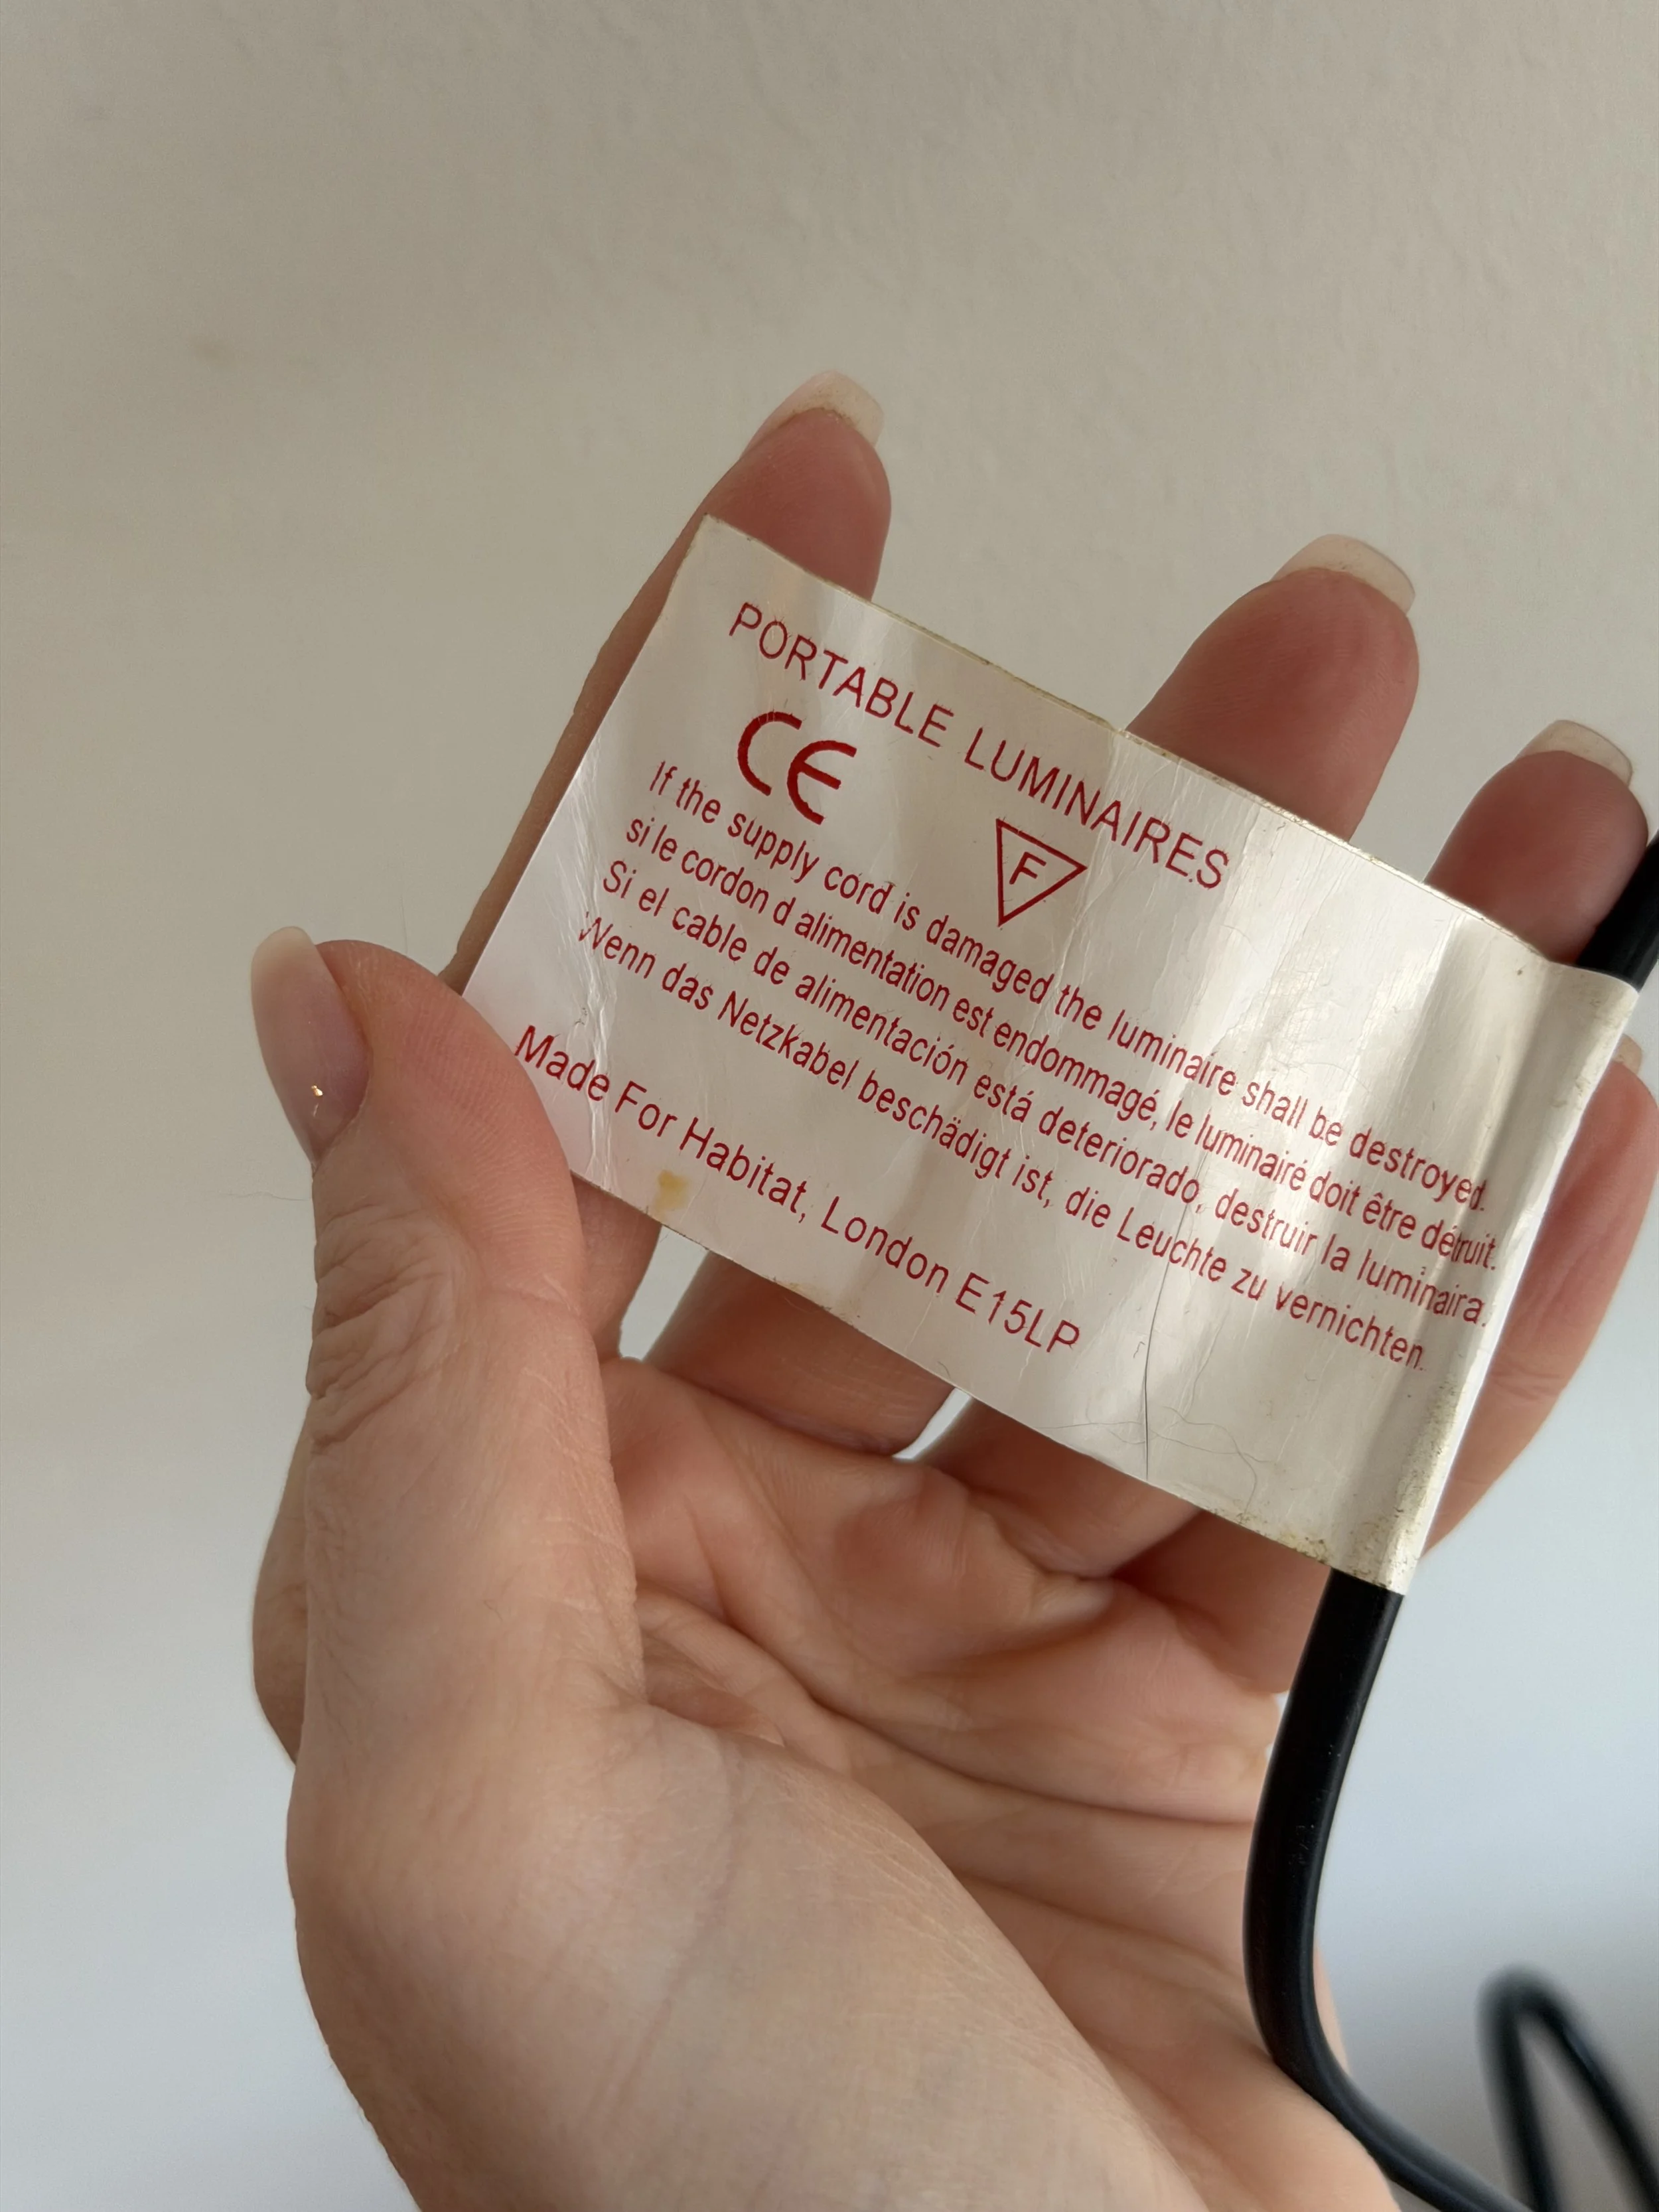 PORTABLE LUMINAIRES
CE
F
If the supply cord is damaged the luminaire shall be destroyed.
si le cordon d alimentation est endommagé, le luminairé doit être détruit.
Si el cable de alimentación está deteriorado, destruir la luminaira.
Wenn das Netzkabel beschädigt ist, die Leuchte zu vernichten.
Made For Habitat, London E15LP